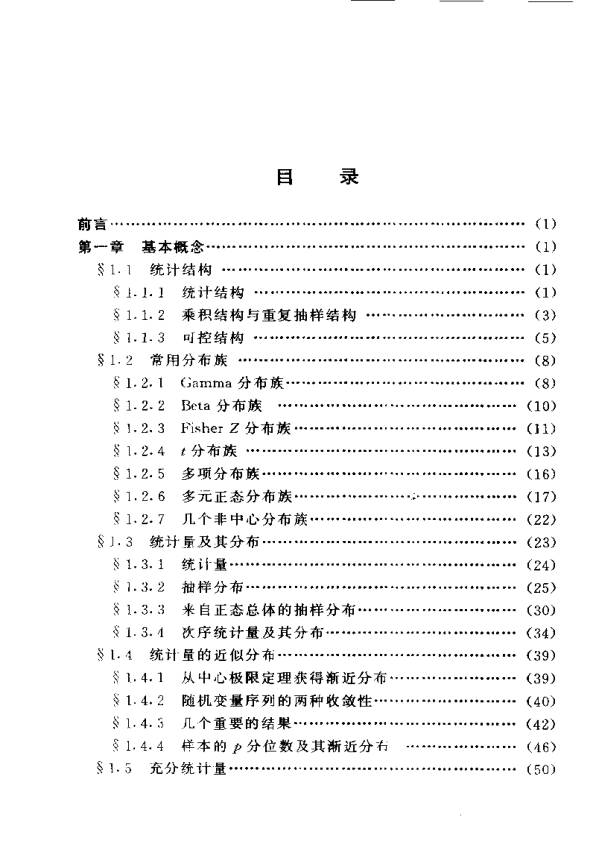 目 录
前言 (1)
第一章 基本概念 (1)
§1.1 统计结构 (1)
§1.1.1 统计结构 (1)
§1.1.2 乘积结构与重复抽样结构 (3)
§1.1.3 可控结构 (5)
§1.2 常用分布族 (8)
§1.2.1 Gamma 分布族 (8)
§1.2.2 Beta 分布族 (10)
§1.2.3 Fisher Z 分布族 (11)
§1.2.4 t 分布族 (13)
§1.2.5 多项分布族 (16)
§1.2.6 多元正态分布族 (17)
§1.2.7 几个非中心分布族 (22)
§1.3 统计量及其分布 (23)
§1.3.1 统计量 (24)
§1.3.2 抽样分布 (25)
§1.3.3 来自正态总体的抽样分布 (30)
§1.3.4 次序统计量及其分布 (34)
§1.4 统计量的近似分布 (39)
§1.4.1 从中心极限定理获得渐近分布 (39)
§1.4.2 随机变量序列的两种收敛性 (40)
§1.4.3 几个重要的结果 (42)
§1.4.4 样本的 p 分位数及其渐近分布 (46)
§1.5 充分统计量 (50)